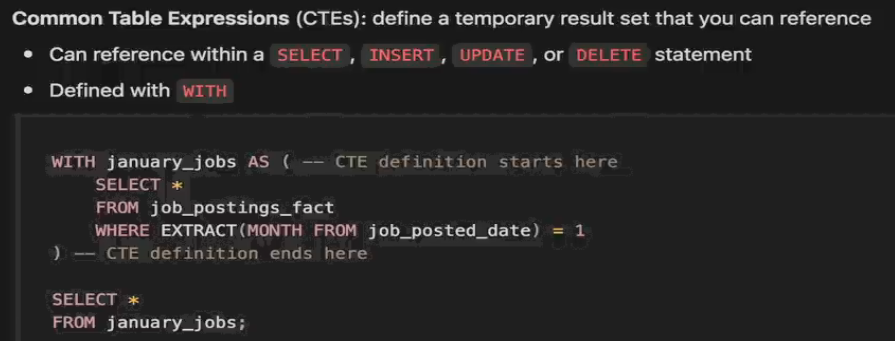 Common Table Expressions (CTEs): define a temporary result set that you can reference
• Can reference within a SELECT, INSERT, UPDATE, or DELETE statement
• Defined with WITH
WITH january_jobs AS ( -- CTE definition starts here
SELECT *
FROM job_postings_fact
WHERE EXTRACT(MONTH FROM job_posted_date) = 1
) -- CTE definition ends here
SELECT *
FROM january_jobs;